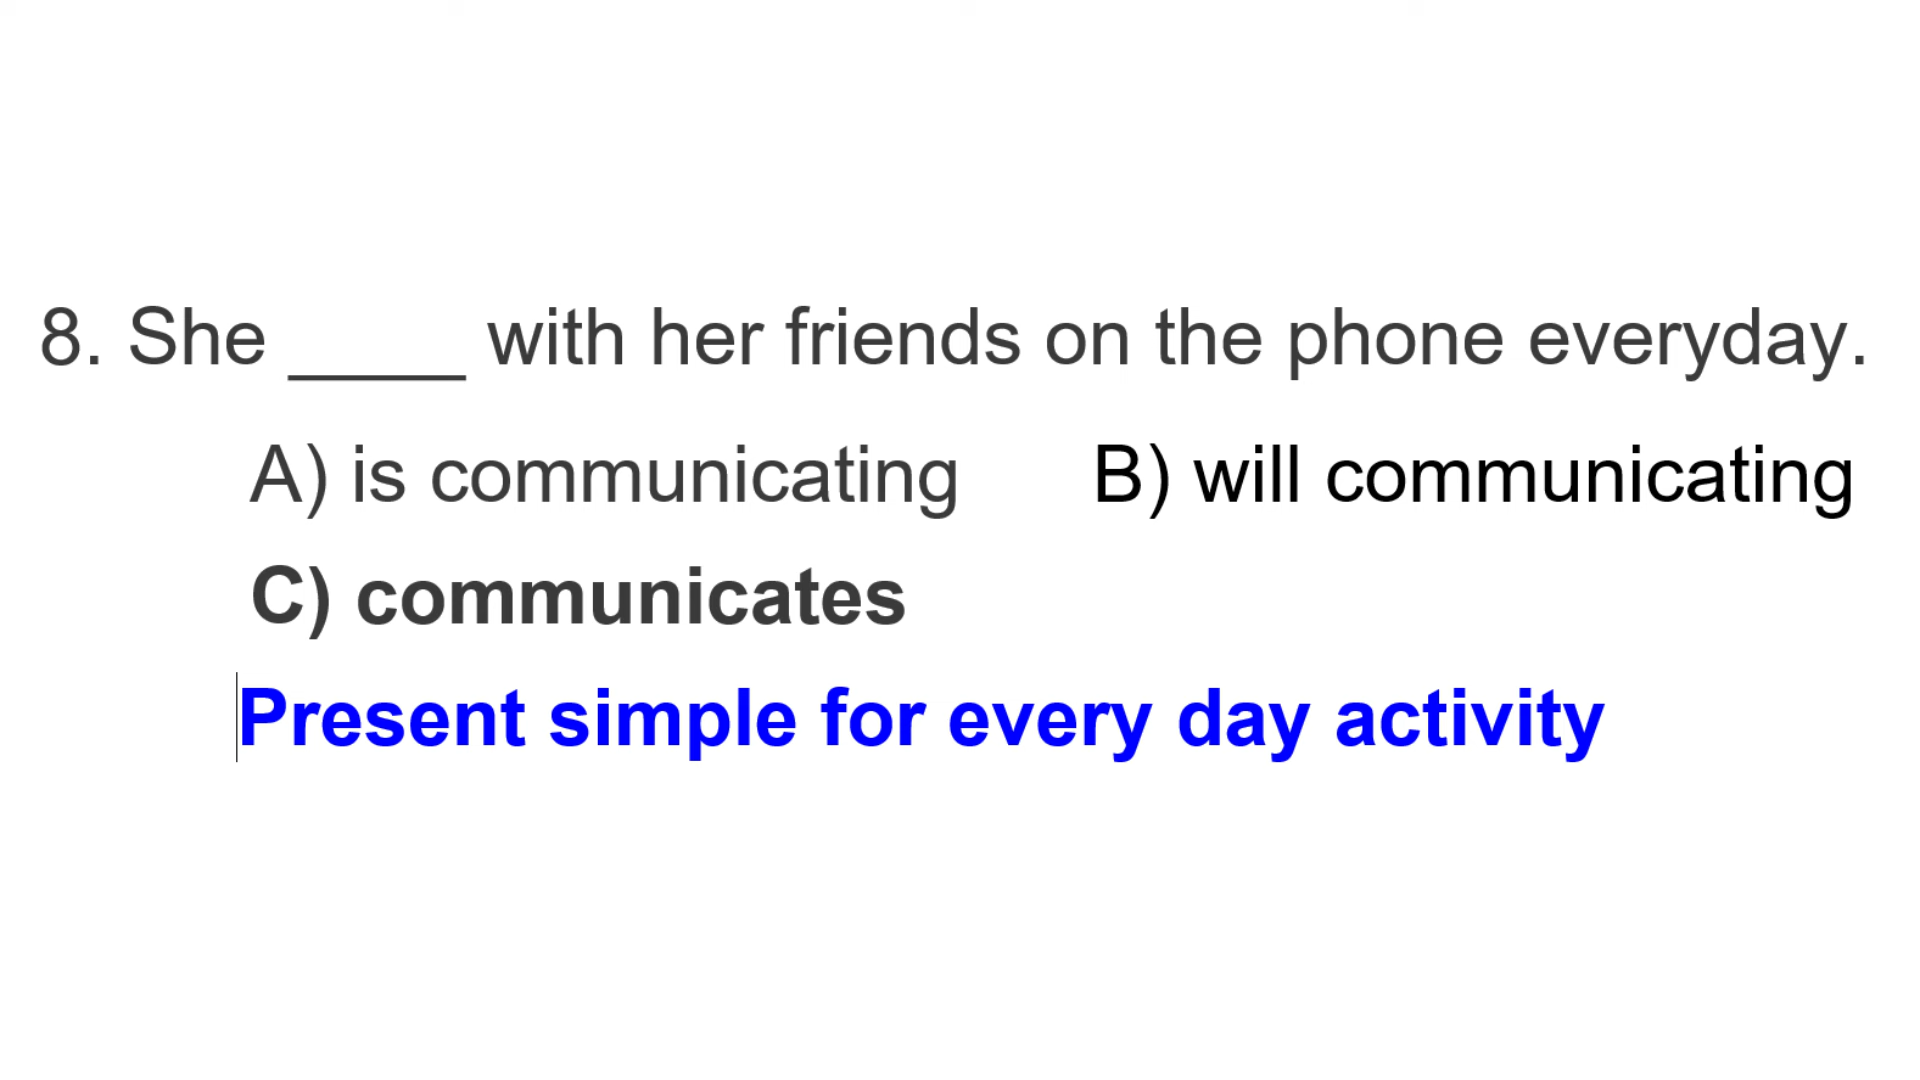 8. She ____ with her friends on the phone everyday.
A) is communicating B) will communicating
C) communicates
Present simple for every day activity